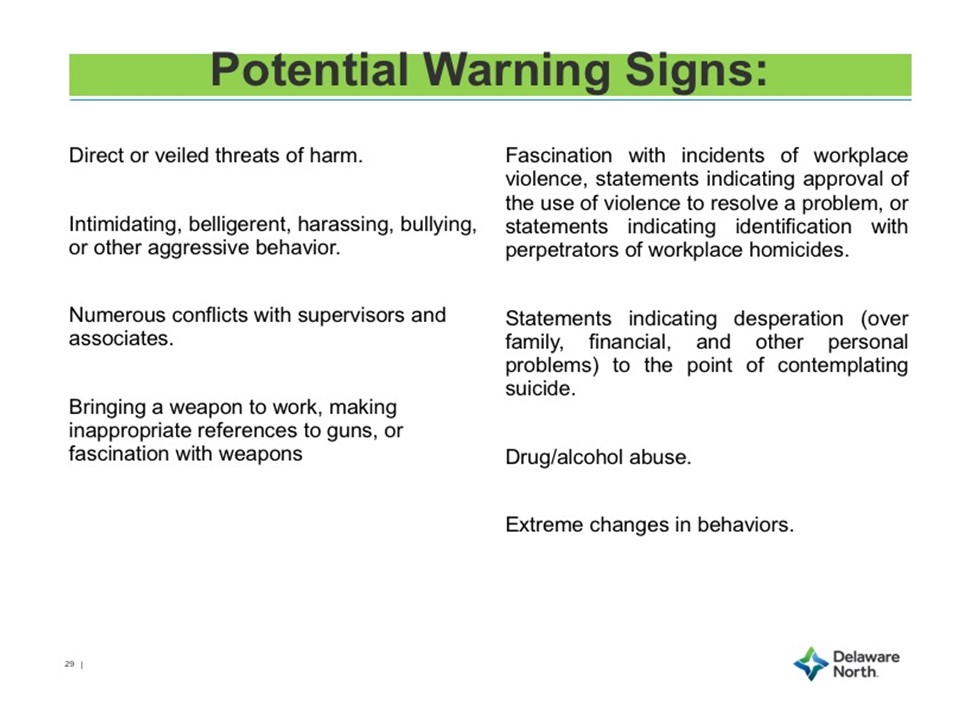 Potential Warning Signs:
Direct or veiled threats of harm.
Intimidating, belligerent, harassing, bullying,
or other aggressive behavior.
Numerous conflicts with supervisors and
associates.
Bringing a weapon to work, making
inappropriate references to guns, or
fascination with weapons
Fascination with incidents of workplace
violence, statements indicating approval of
the use of violence to resolve a problem, or
statements indicating identification with
perpetrators of workplace homicides.
Statements indicating desperation (over
family, financial, and other personal
problems) to the point of contemplating
suicide.
Drug/alcohol abuse.
Extreme changes in behaviors.
29 |
Delaware
North.